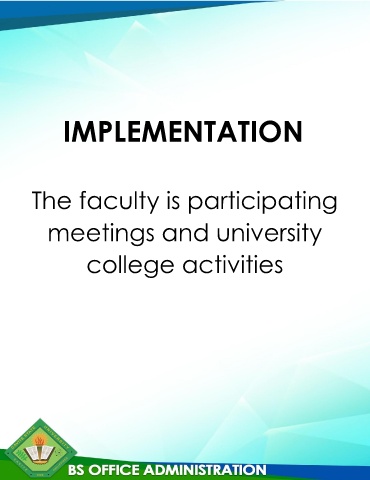 IMPLEMENTATION
The faculty is participating
meetings and university
college activities
BS OFFICE ADMINISTRATION